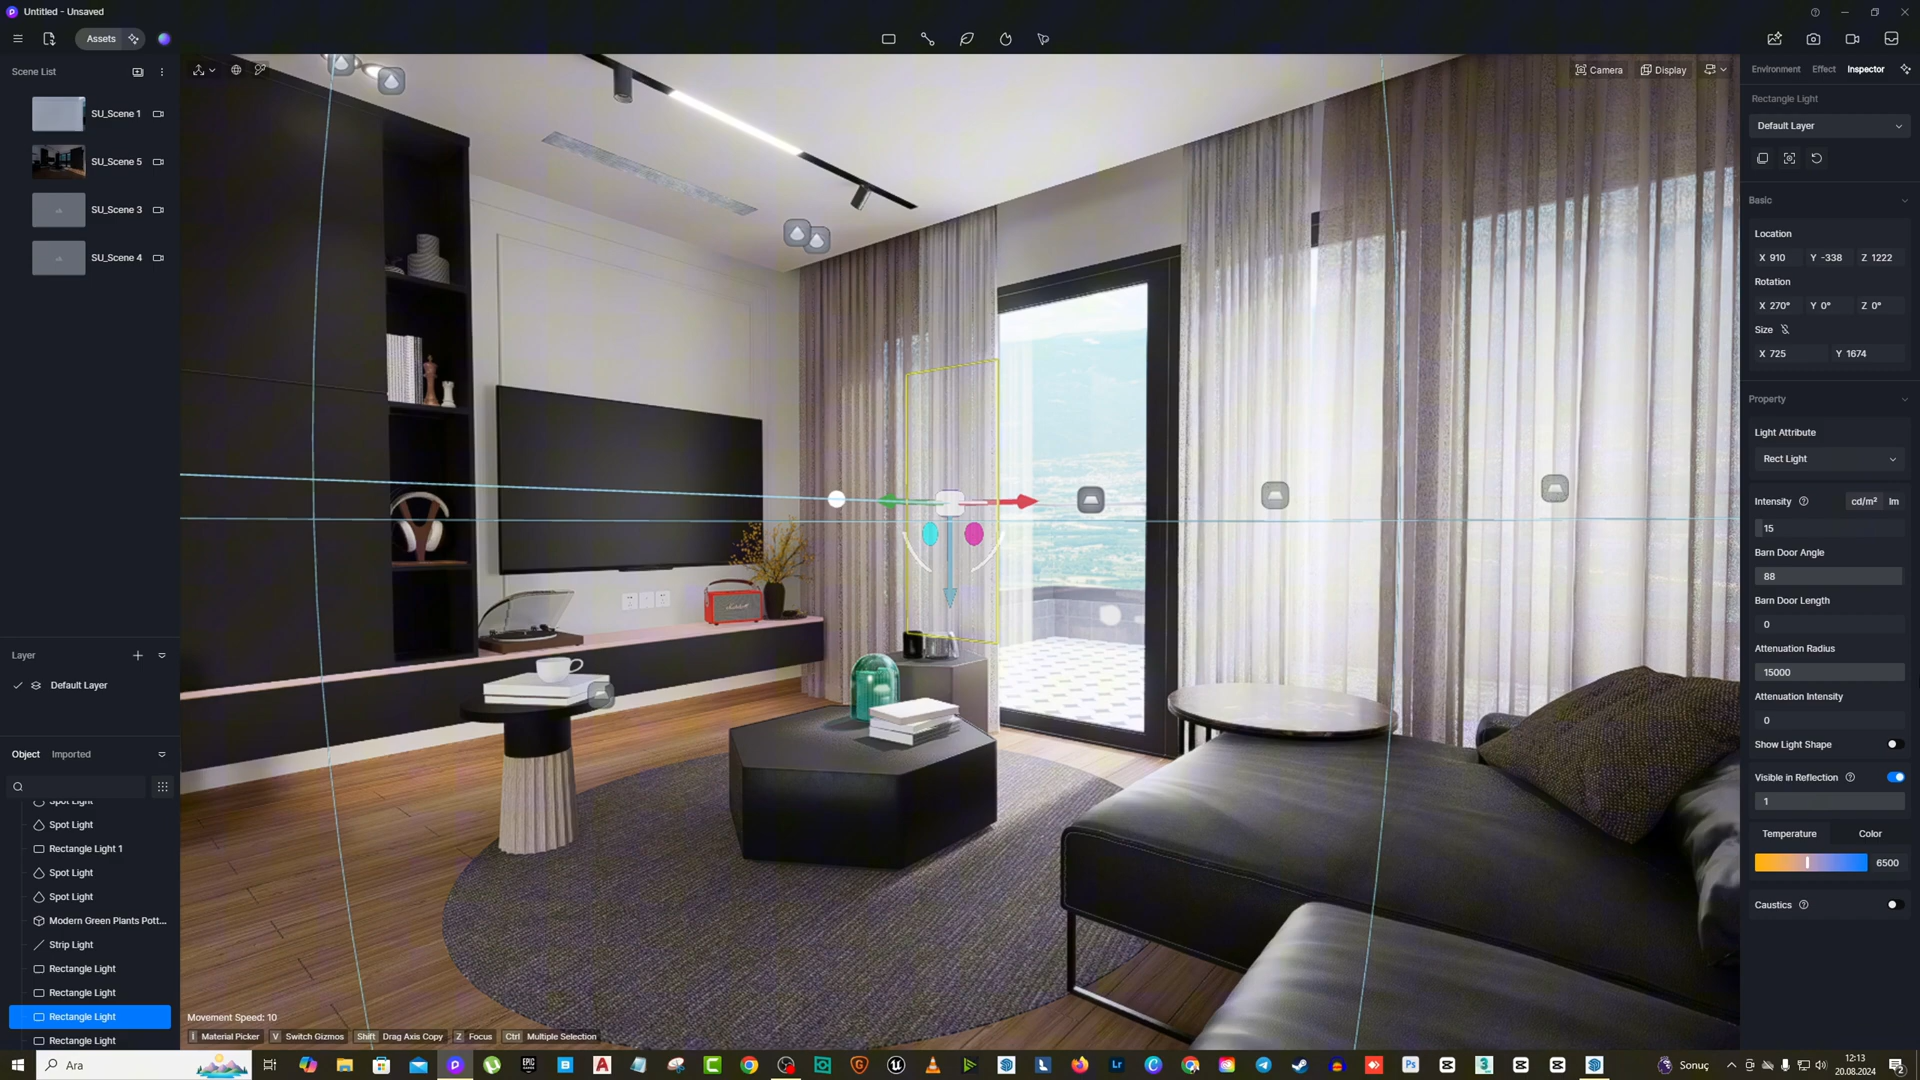 Untitled - Unsaved
Assets
Scene List
SU_Scene 1
SU_Scene 5
SU_Scene 3
SU_Scene 4
Layer
Default Layer
Object Imported
Spot Light
Spot Light
Rectangle Light 1
Spot Light
Spot Light
Modern Green Plants Pott...
Strip Light
Rectangle Light
Rectangle Light
Rectangle Light
Rectangle Light
Camera Display
Movement Speed: 10
I Material Picker V Switch Gizmos Shift Drag Axis Copy Z Focus Ctrl Multiple Selection
Environment Effect Inspector
Rectangle Light
Default Layer
Basic
Location
X 910 Y -338 Z 1222
Rotation
X 270° Y 0° Z 0°
Size
X 725 Y 1674
Property
Light Attribute
Rect Light
Intensity cd/m² lm
15
Barn Door Angle
88
Barn Door Length
0
Attenuation Radius
15000
Attenuation Intensity
0
Show Light Shape
Visible in Reflection
1
Temperature Color
6500
Caustics
Ara
Sonuç
12:13
20.08.2024